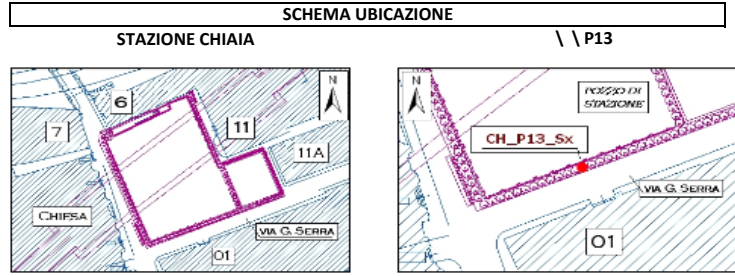 SCHEMA UBICAZIONE
STAZIONE CHIAIA
\ \ P13
N
6
7
11
11A
CHIESA
VIA G. SERRA
O1
N
POZZO DI
STAZIONE
CH_P13_Sx
VIA G. SERRA
O1